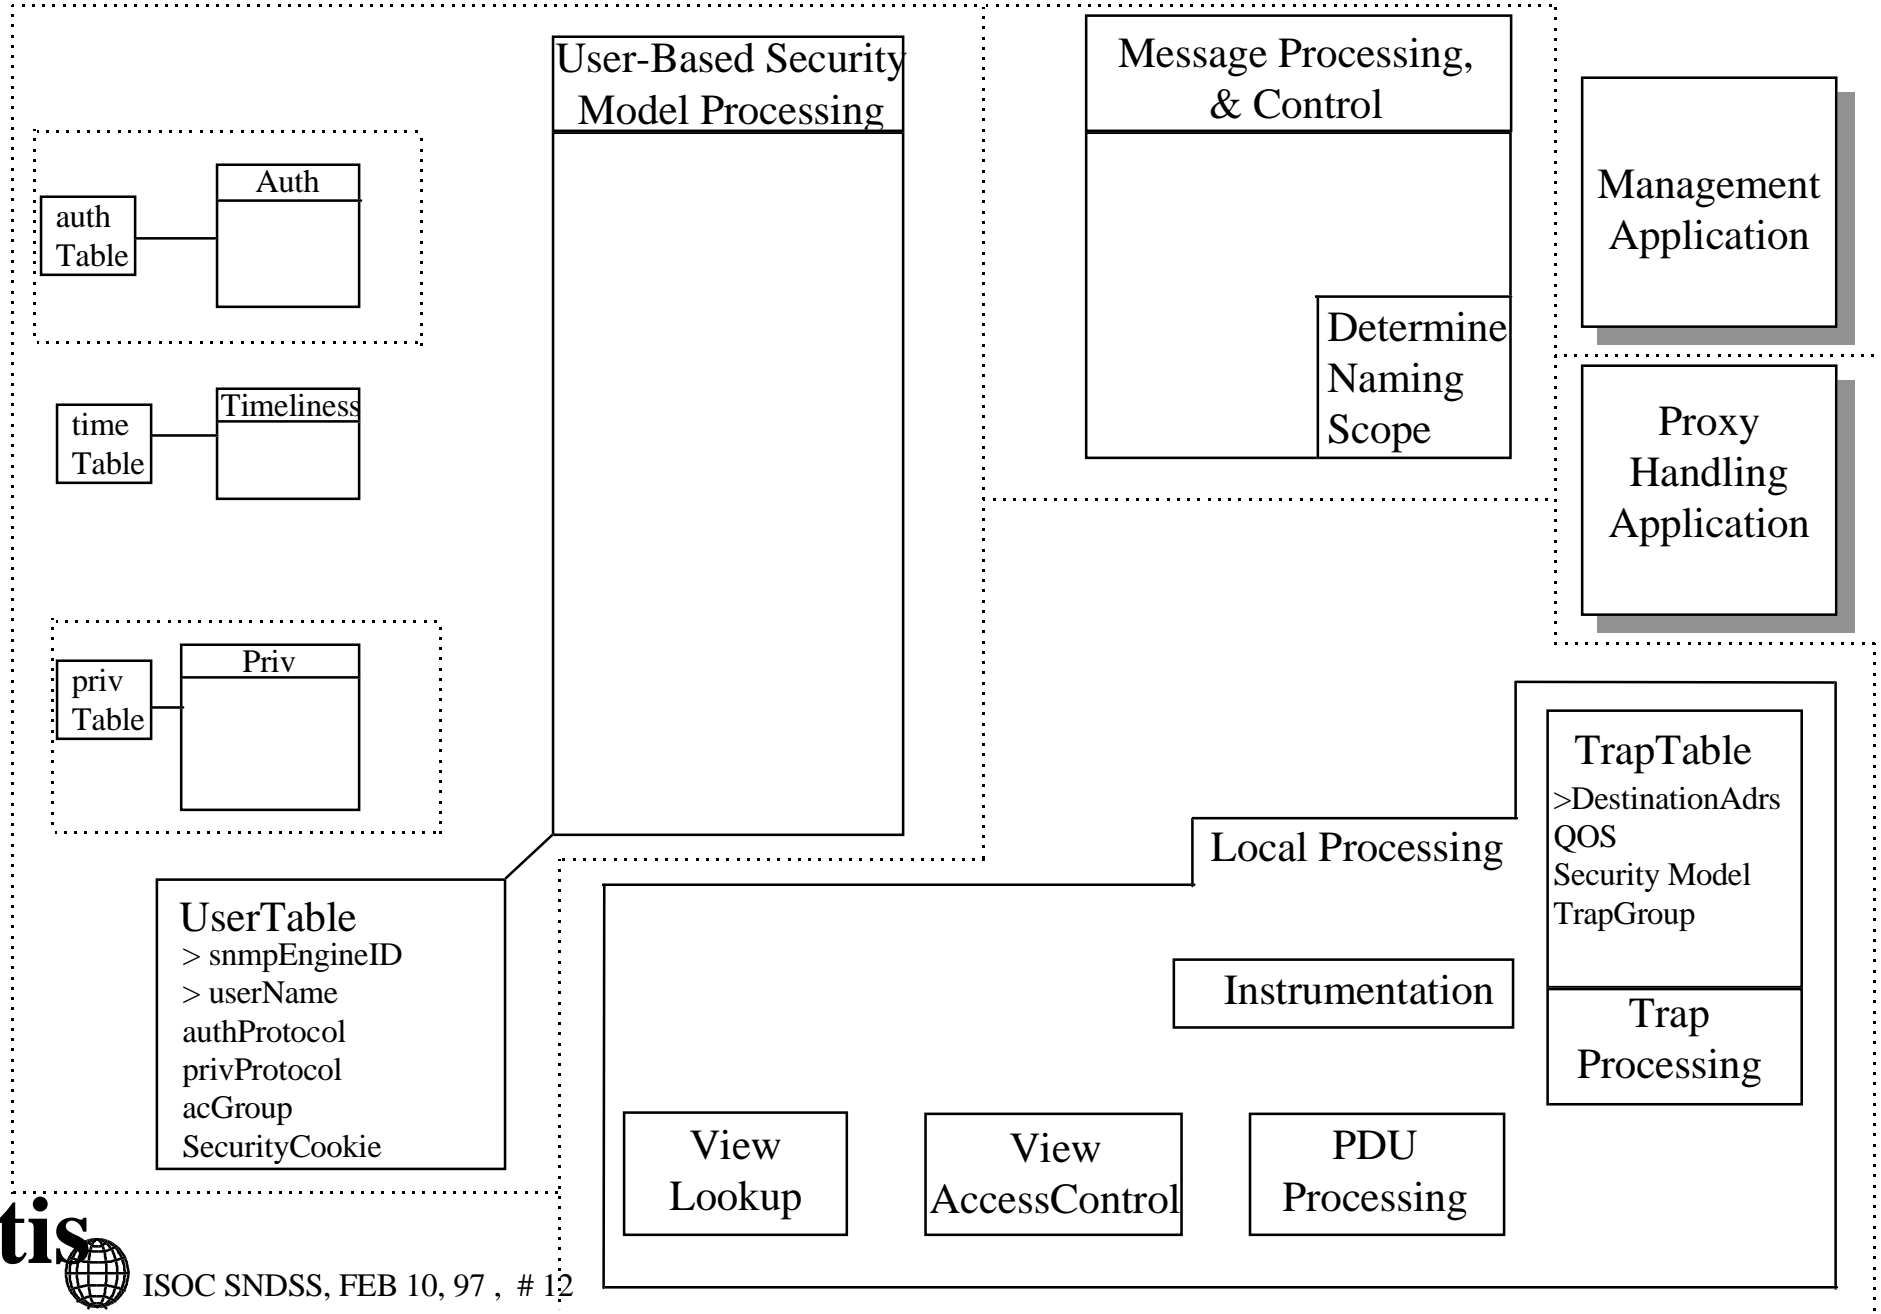 User-Based Security
Model Processing
Message Processing,
& Control
Management
Application
Auth
auth
Table
Determine
Naming
Scope
Timeliness
time
Table
Proxy
Handling
Application
Priv
priv
Table
TrapTable
>DestinationAdrs
QOS
Security Model
TrapGroup
Local Processing
UserTable
> snmpEngineID
> userName
authProtocol
privProtocol
acGroup
SecurityCookie
Instrumentation
Trap
Processing
View
Lookup
View
AccessControl
PDU
Processing
tis
ISOC SNDSS, FEB 10, 97 , # 12